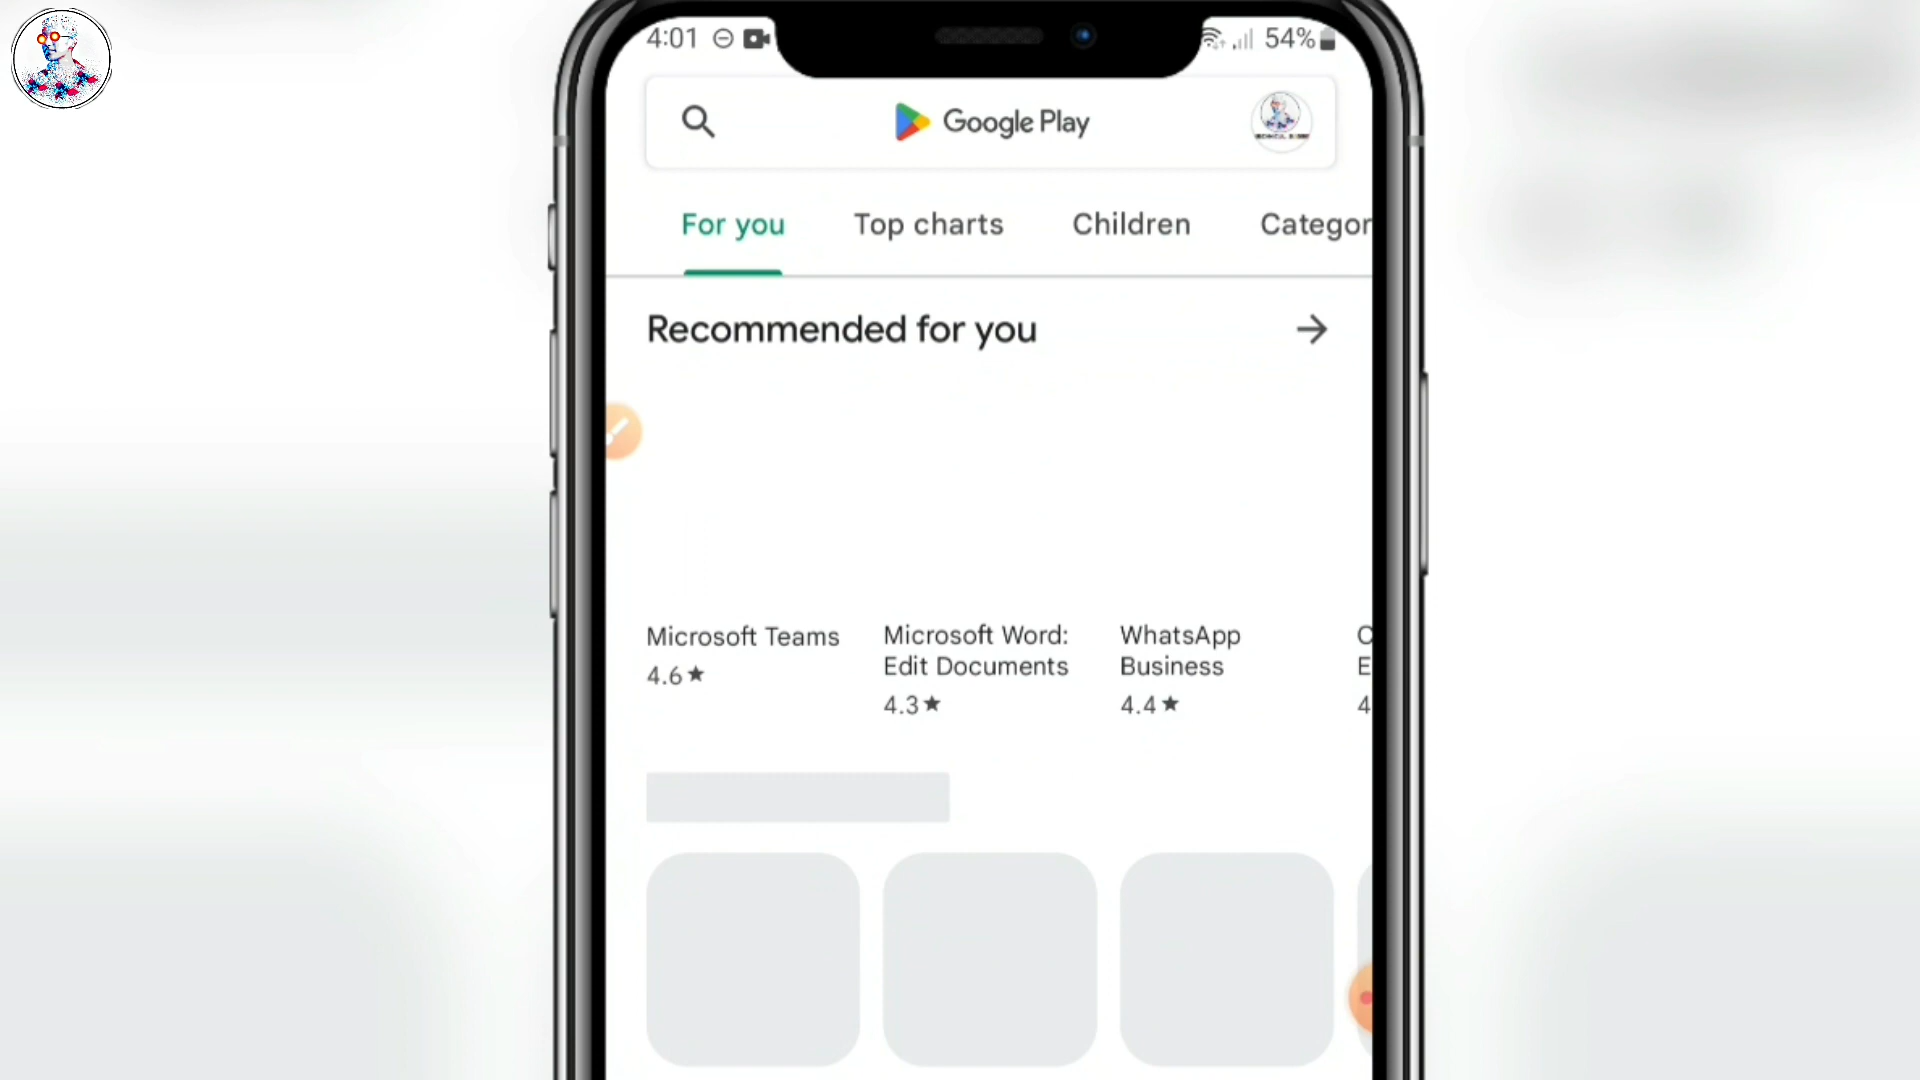 4:01
54%
Google Play
For you
Top charts
Children
Categor
Recommended for you
Microsoft Teams
4.6★
Microsoft Word:
Edit Documents
4.3★
WhatsApp
Business
4.4★
C
E
4